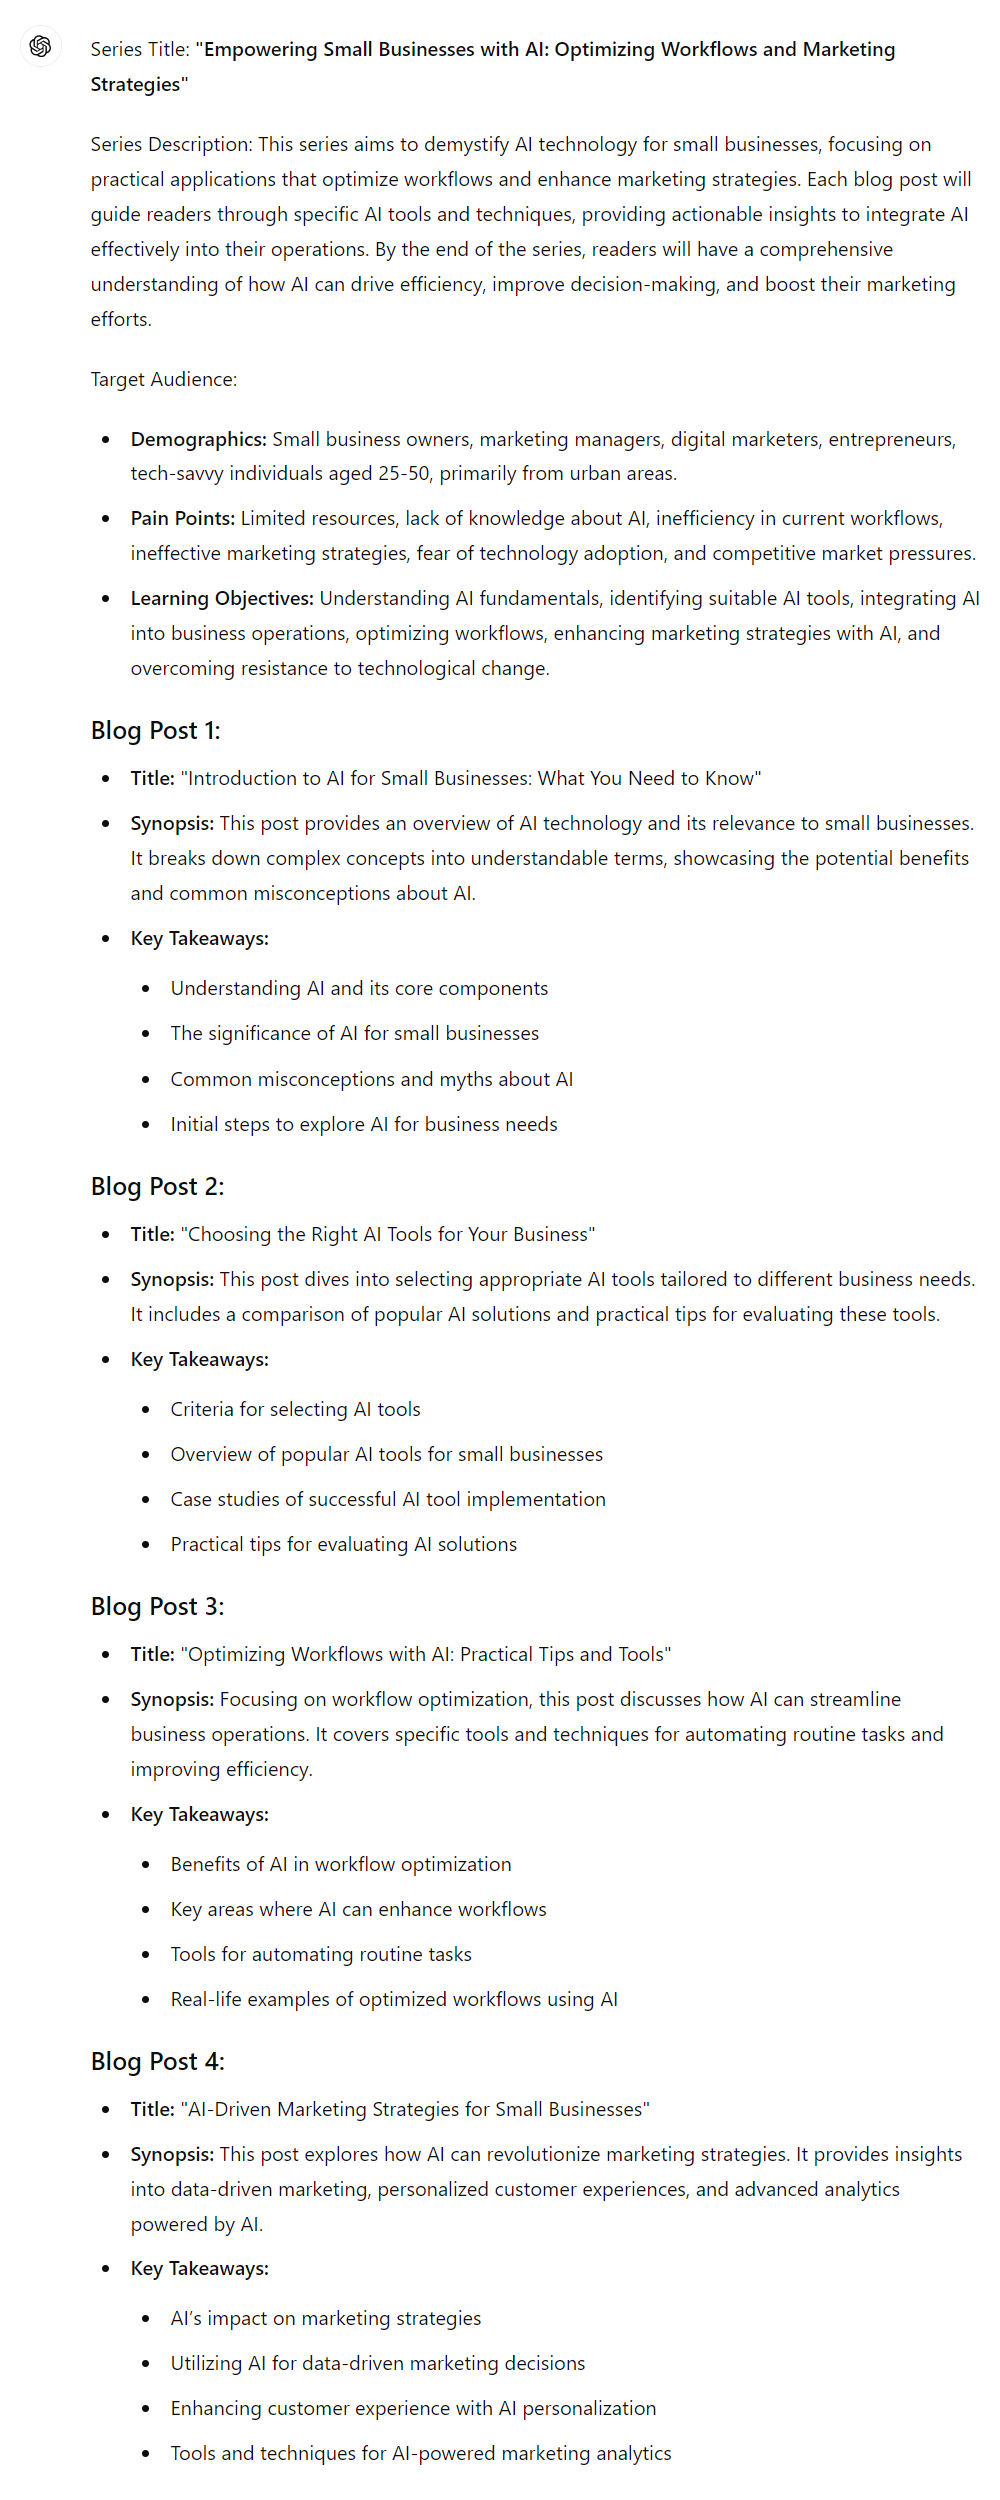 Series Title: "Empowering Small Businesses with AI: Optimizing Workflows and Marketing
Strategies"
Series Description: This series aims to demystify AI technology for small businesses, focusing on
practical applications that optimize workflows and enhance marketing strategies. Each blog post will
guide readers through specific AI tools and techniques, providing actionable insights to integrate AI
effectively into their operations. By the end of the series, readers will have a comprehensive
understanding of how AI can drive efficiency, improve decision-making, and boost their marketing
efforts.
Target Audience:
• Demographics: Small business owners, marketing managers, digital marketers, entrepreneurs,
tech-savvy individuals aged 25-50, primarily from urban areas.
• Pain Points: Limited resources, lack of knowledge about AI, inefficiency in current workflows,
ineffective marketing strategies, fear of technology adoption, and competitive market pressures.
• Learning Objectives: Understanding AI fundamentals, identifying suitable AI tools, integrating AI
into business operations, optimizing workflows, enhancing marketing strategies with AI, and
overcoming resistance to technological change.
Blog Post 1:
• Title: "Introduction to AI for Small Businesses: What You Need to Know"
• Synopsis: This post provides an overview of AI technology and its relevance to small businesses.
It breaks down complex concepts into understandable terms, showcasing the potential benefits
and common misconceptions about AI.
• Key Takeaways:
• Understanding AI and its core components
• The significance of AI for small businesses
• Common misconceptions and myths about AI
• Initial steps to explore AI for business needs
Blog Post 2:
• Title: "Choosing the Right AI Tools for Your Business"
• Synopsis: This post dives into selecting appropriate AI tools tailored to different business needs.
It includes a comparison of popular AI solutions and practical tips for evaluating these tools.
• Key Takeaways:
• Criteria for selecting AI tools
• Overview of popular AI tools for small businesses
• Case studies of successful AI tool implementation
• Practical tips for evaluating AI solutions
Blog Post 3:
• Title: "Optimizing Workflows with AI: Practical Tips and Tools"
• Synopsis: Focusing on workflow optimization, this post discusses how AI can streamline
business operations. It covers specific tools and techniques for automating routine tasks and
improving efficiency.
• Key Takeaways:
• Benefits of AI in workflow optimization
• Key areas where AI can enhance workflows
• Tools for automating routine tasks
• Real-life examples of optimized workflows using AI
Blog Post 4:
• Title: "AI-Driven Marketing Strategies for Small Businesses"
• Synopsis: This post explores how AI can revolutionize marketing strategies. It provides insights
into data-driven marketing, personalized customer experiences, and advanced analytics
powered by AI.
• Key Takeaways:
• AI’s impact on marketing strategies
• Utilizing AI for data-driven marketing decisions
• Enhancing customer experience with AI personalization
• Tools and techniques for AI-powered marketing analytics